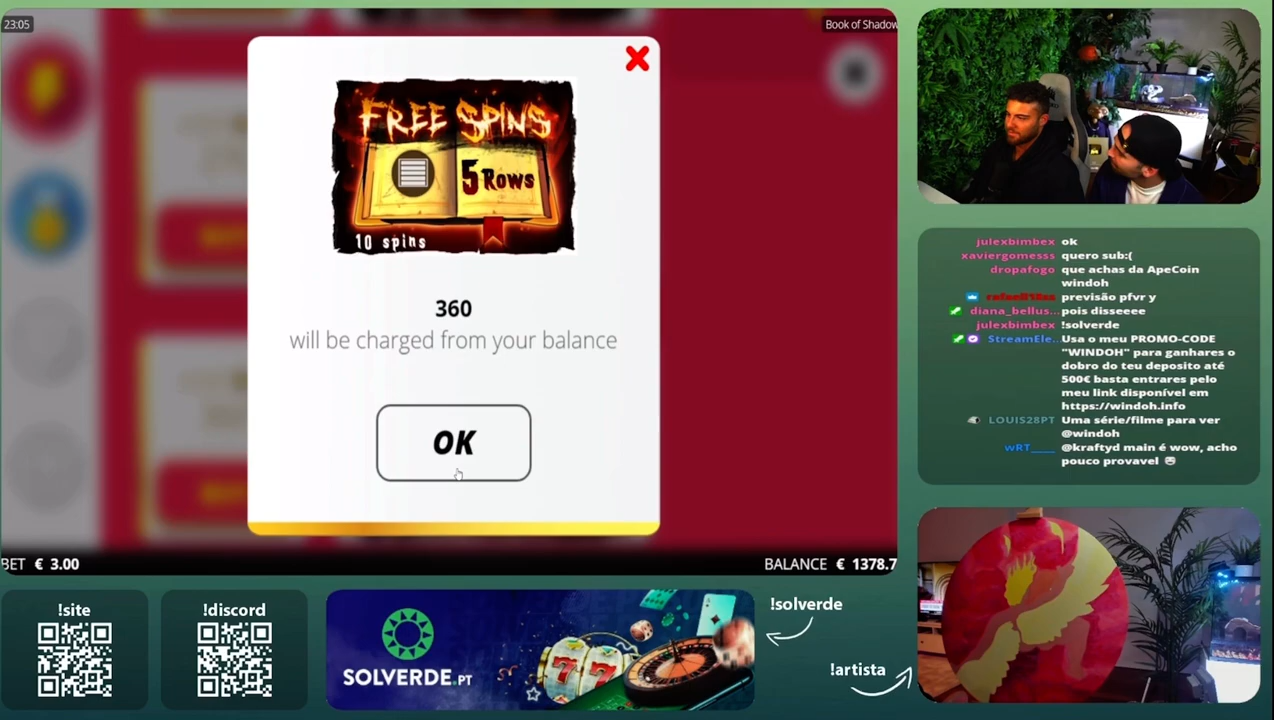 23:05
Book of Shadow
FREE SPINS
5 ROWS
10 spins
360
will be charged from your balance
OK
BET € 3.00
BALANCE € 1378.7
julexbimbex ok
xaviergomesss quero sub:(
dropafogo que achas da ApeCoin
windoh
previsão pfvr y
diana_bellus... pois disseeee
julexbimbex !solverde
StreamEle... Usa o meu PROMO-CODE
"WINDOH" para ganhares o
dobro do teu deposito até
500€ basta entrares pelo
meu link disponível em
https://windoh.info
LOUIS28PT Uma série/filme para ver
@windoh
wRT____ @kraftyd main é wow, acho
pouco provavel
!site
!discord
SOLVERDE.PT
7 7
!solverde
!artista